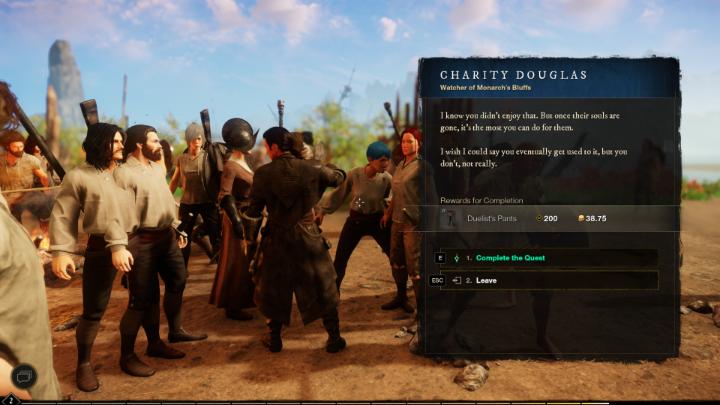 CHARITY DOUGLAS
Watcher of Monarch's Bluffs
I know you didn't enjoy that. But once their souls are
gone, it's the most you can do for them.
I wish I could say you eventually get used to it, but you
don't, not really.
Rewards for Completion
Duelist's Pants 200 38.75
E 1. Complete the Quest
ESC 2. Leave
2